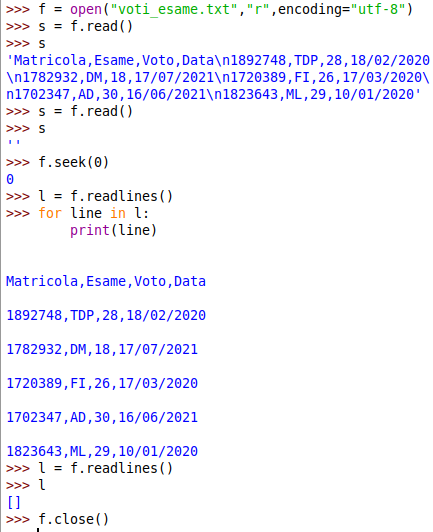 >>> f = open("voti_esame.txt","r",encoding="utf-8")
>>> s = f.read()
>>> s
'Matricola,Esame,Voto,Data\n1892748,TDP,28,18/02/2020
\n1782932,DM,18,17/07/2021\n1720389,FI,26,17/03/2020\
n1702347,AD,30,16/06/2021\n1823643,ML,29,10/01/2020'
>>> s = f.read()
>>> s
''
>>> f.seek(0)
0
>>> l = f.readlines()
>>> for line in l:
        print(line)

Matricola,Esame,Voto,Data

1892748,TDP,28,18/02/2020

1782932,DM,18,17/07/2021

1720389,FI,26,17/03/2020

1702347,AD,30,16/06/2021

1823643,ML,29,10/01/2020
>>> l = f.readlines()
>>> l
[]
>>> f.close()